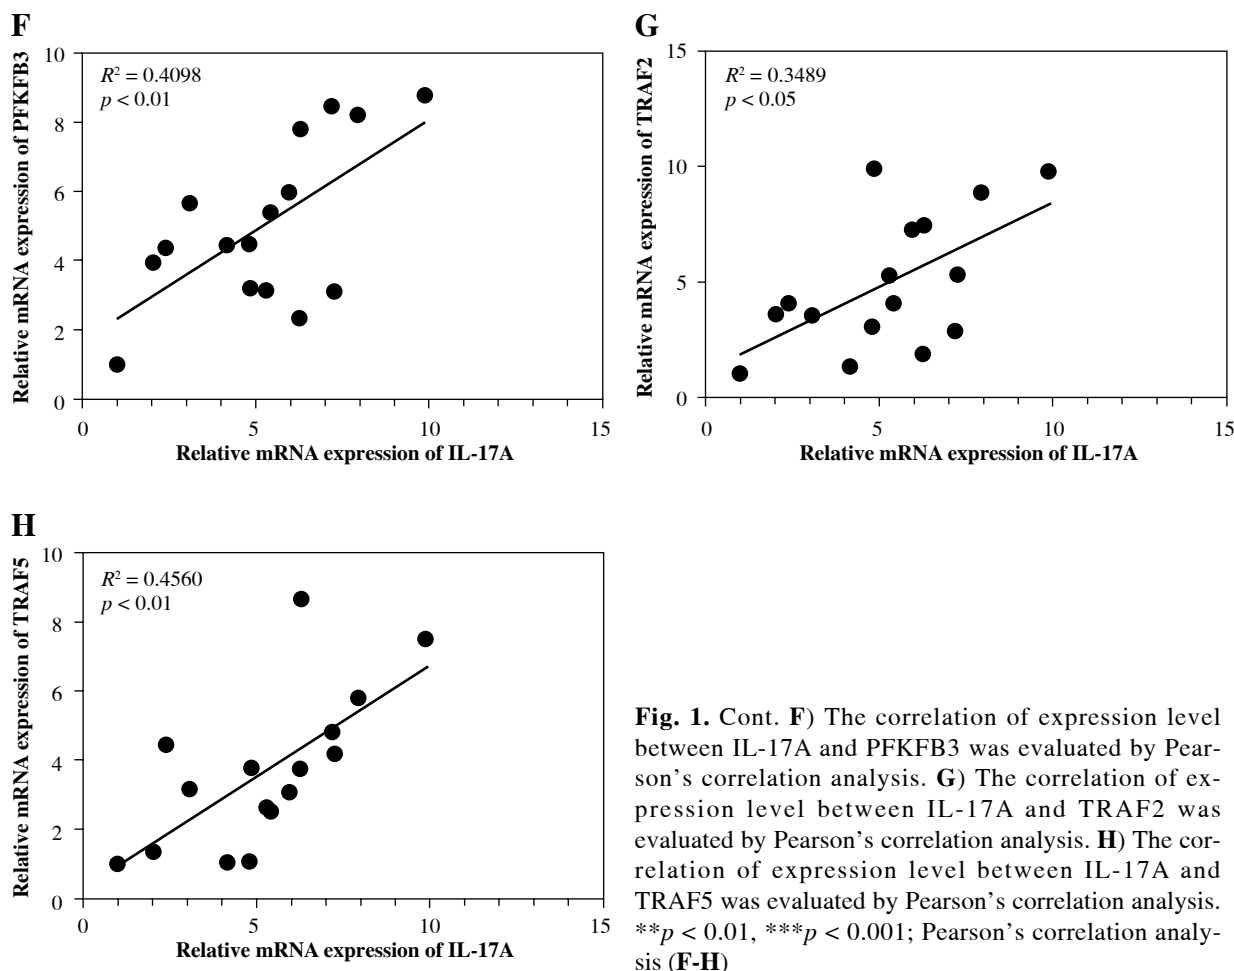 F
Relative mRNA expression of PFKFB3
10
8
6
4
2
0
R² = 0.4098
p < 0.01
0 5 10 15
Relative mRNA expression of IL-17A
G
Relative mRNA expression of TRAF2
15
10
5
0
R² = 0.3489
p < 0.05
0 5 10 15
Relative mRNA expression of IL-17A
H
Relative mRNA expression of TRAF5
10
8
6
4
2
0
R² = 0.4560
p < 0.01
0 5 10 15
Relative mRNA expression of IL-17A
Fig. 1. Cont. F) The correlation of expression level
between IL-17A and PFKFB3 was evaluated by Pear-
son's correlation analysis. G) The correlation of ex-
pression level between IL-17A and TRAF2 was
evaluated by Pearson's correlation analysis. H) The cor-
relation of expression level between IL-17A and
TRAF5 was evaluated by Pearson's correlation analysis.
**p < 0.01, ***p < 0.001; Pearson's correlation analy-
sis (F-H)